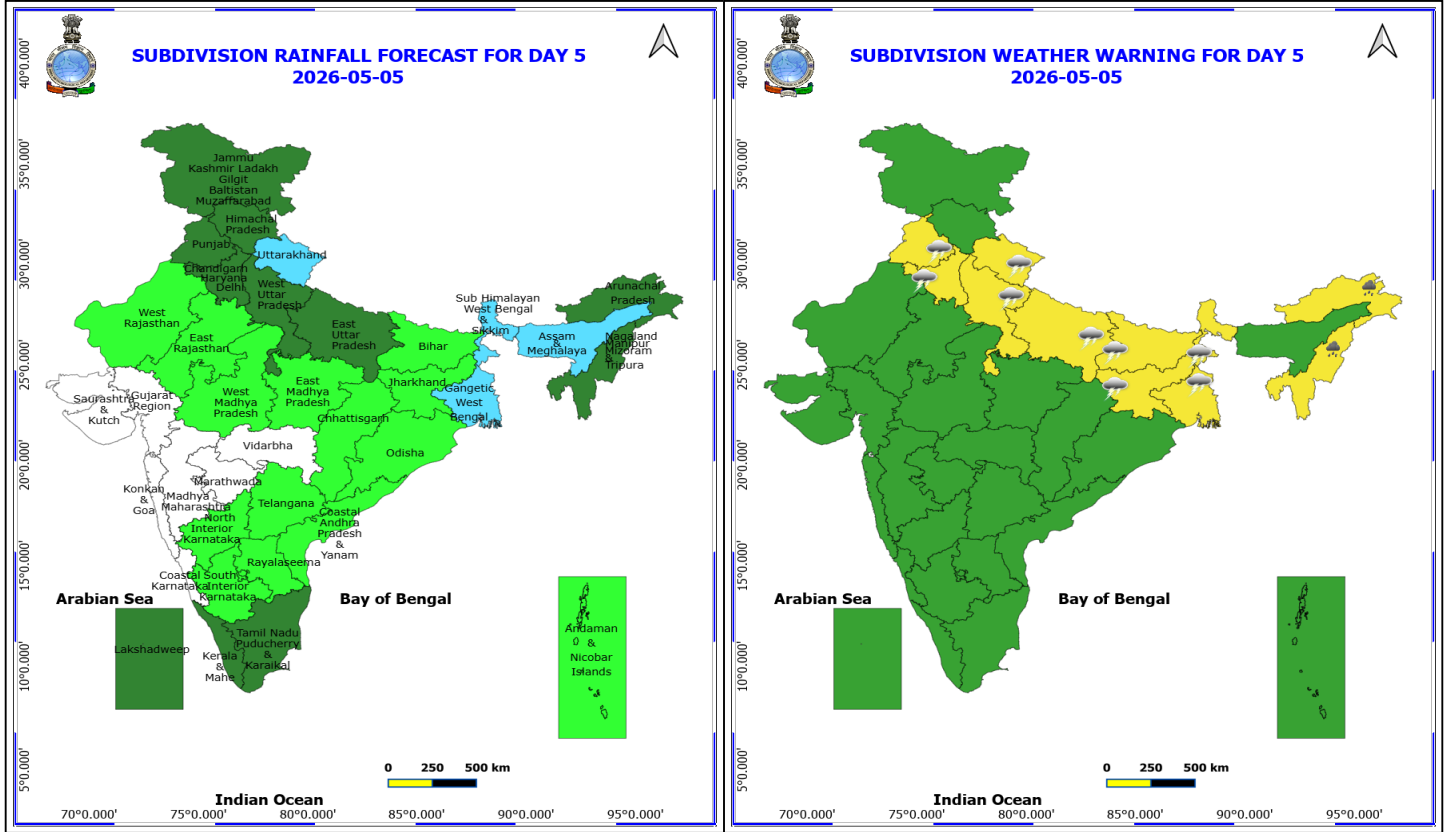 SUBDIVISION RAINFALL FORECAST FOR DAY 5
2026-05-05
40°0.000'
35°0.000'
30°0.000'
25°0.000'
20°0.000'
15°0.000'
10°0.000'
5°0.000'
Jammu
Kashmir Ladakh
Gilgit
Baltistan
Muzaffarabad
Himachal
Pradesh
Punjab
Uttarakhand
Chandigarh
Haryana
Delhi
West
Uttar
Pradesh
East
Uttar
Pradesh
West
Rajasthan
East
Rajasthan
Sub Himalayan
West Bengal
&
Sikkim
Arunachal
Pradesh
Assam
&
Meghalaya
Nagaland
Manipur
Mizoram
&
Tripura
Bihar
Jharkhand
Gangetic
West
Bengal
Saurashtra
&
Kutch
Gujarat
Region
West
Madhya
Pradesh
East
Madhya
Pradesh
Chhattisgarh
Vidarbha
Odisha
Konkan
&
Goa
Madhya
Maharashtra
Marathwada
Telangana
North
Interior
Karnataka
Coastal
Andhra
Pradesh
&
Yanam
Rayalaseema
Coastal
Karnataka
South
Interior
Karnataka
Arabian Sea
Bay of Bengal
Lakshadweep
Kerala
&
Mahe
Tamil Nadu
Puducherry
&
Karaikal
Andaman
&
Nicobar
Islands
0 250 500 km
Indian Ocean
70°0.000' 75°0.000' 80°0.000' 85°0.000' 90°0.000' 95°0.000'
SUBDIVISION WEATHER WARNING FOR DAY 5
2026-05-05
40°0.000'
35°0.000'
30°0.000'
25°0.000'
20°0.000'
15°0.000'
10°0.000'
5°0.000'
Arabian Sea
Bay of Bengal
0 250 500 km
Indian Ocean
70°0.000' 75°0.000' 80°0.000' 85°0.000' 90°0.000' 95°0.000'